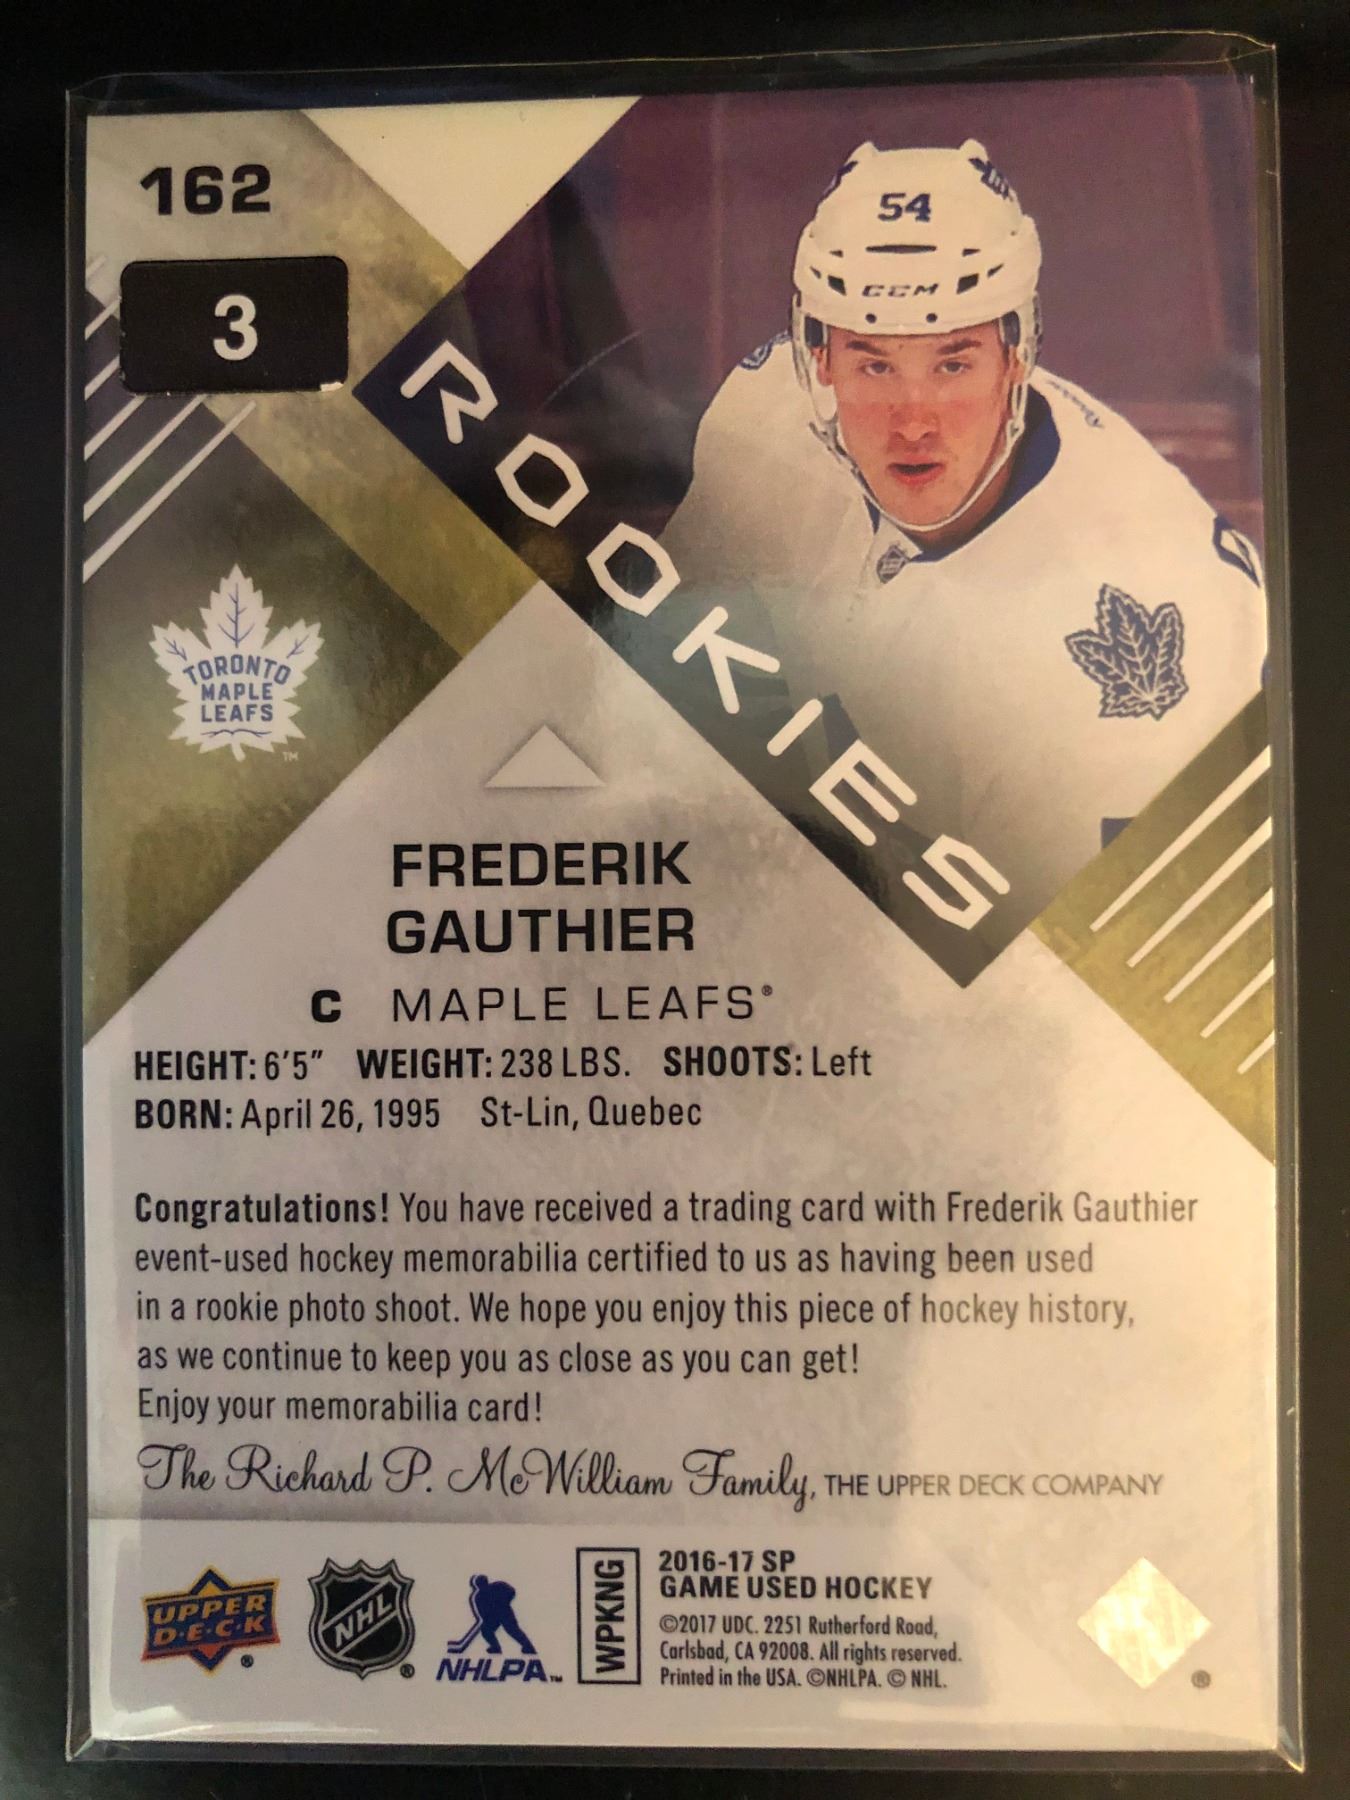 162
3
54
CCM
ROOKIES
TORONTO
MAPLE
LEAFS
TM
FREDERIK
GAUTHIER
C MAPLE LEAFS®
HEIGHT: 6'5" WEIGHT: 238 LBS. SHOOTS: Left
BORN: April 26, 1995 St-Lin, Quebec
Congratulations! You have received a trading card with Frederik Gauthier
event-used hockey memorabilia certified to us as having been used
in a rookie photo shoot. We hope you enjoy this piece of hockey history,
as we continue to keep you as close as you can get!
Enjoy your memorabilia card!
The Richard P. McWilliam Family, THE UPPER DECK COMPANY
UPPER
D·E·C·K ®
NHL ®
NHLPA™
WPKNG
2016-17 SP
GAME USED HOCKEY
©2017 UDC. 2251 Rutherford Road,
Carlsbad, CA 92008. All rights reserved.
Printed in the USA. ©NHLPA. © NHL.
®